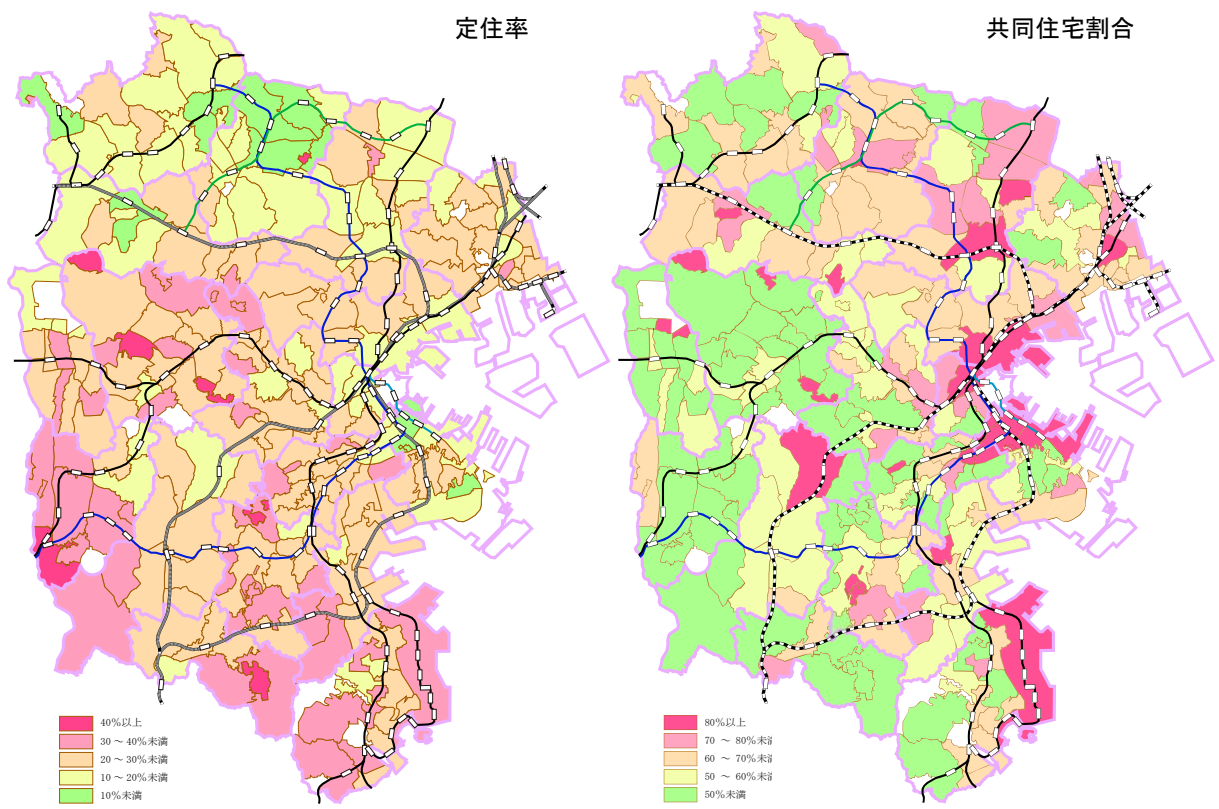 定住率
共同住宅割合
40%以上
30 ～ 40%未満
20 ～ 30%未満
10 ～ 20%未満
10%未満
80%以上
70 ～ 80%未
60 ～ 70%未
50 ～ 60%未
50%未満